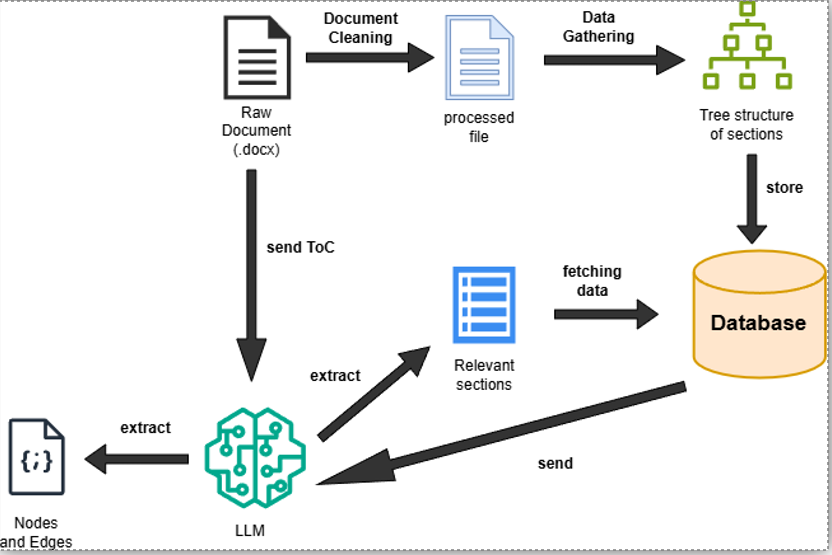 Document
Cleaning
Data
Gathering
Raw
Document
(.docx)
processed
file
Tree structure
of sections
store
send ToC
fetching
data
Database
Relevant
sections
extract
extract
send
{;}
LLM
Nodes
and Edges